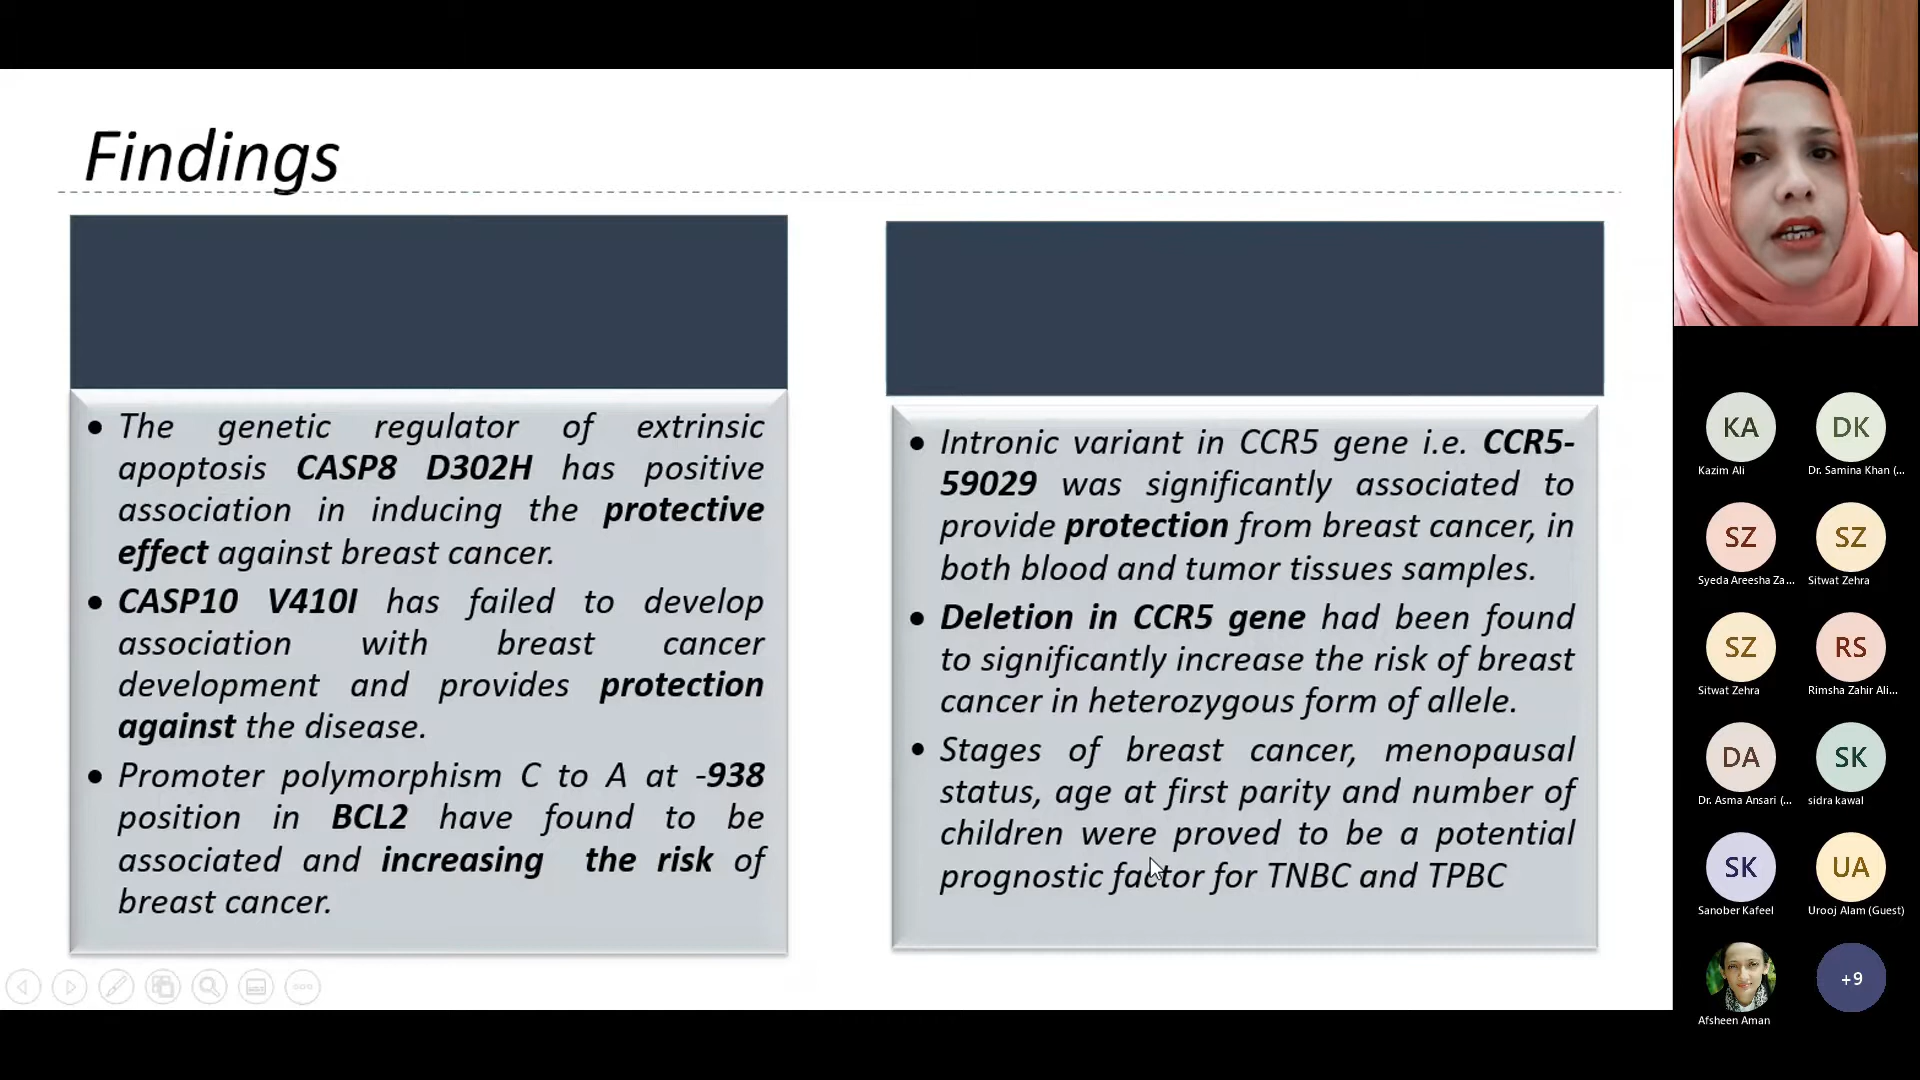 Findings
• The genetic regulator of extrinsic
apoptosis CASP8 D302H has positive
association in inducing the protective
effect against breast cancer.
• CASP10 V410I has failed to develop
association with breast cancer
development and provides protection
against the disease.
• Promoter polymorphism C to A at -938
position in BCL2 have found to be
associated and increasing the risk of
breast cancer.
• Intronic variant in CCR5 gene i.e. CCR5-
59029 was significantly associated to
provide protection from breast cancer, in
both blood and tumor tissues samples.
• Deletion in CCR5 gene had been found
to significantly increase the risk of breast
cancer in heterozygous form of allele.
• Stages of breast cancer, menopausal
status, age at first parity and number of
children were proved to be a potential
prognostic factor for TNBC and TPBC
KA DK
Kazim Ali Dr. Samina Khan (...
SZ SZ
Syeda Areesha Za... Sitwat Zehra
SZ RS
Sitwat Zehra Rimsha Zahir Ali...
DA SK
Dr. Asma Ansari (... sidra kawal
SK UA
Sanober Kafeel Urooj Alam (Guest)
+9
Afsheen Aman